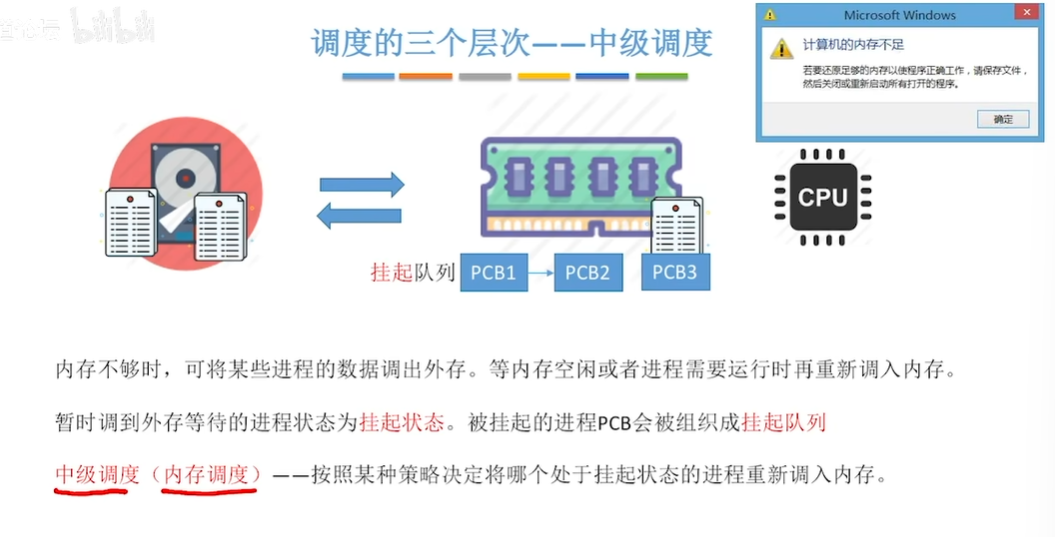 bilibili
调度的三个层次——中级调度
Microsoft Windows
计算机的内存不足
若要还原足够的内存以使程序正确工作，请保存文件，
然后关闭或重新启动所有打开的程序。
确定
CPU
挂起队列 PCB1 PCB2 PCB3
内存不够时，可将某些进程的数据调出外存。等内存空闲或者进程需要运行时再重新调入内存。
暂时调到外存等待的进程状态为挂起状态。被挂起的进程PCB会被组织成挂起队列
中级调度（内存调度）——按照某种策略决定将哪个处于挂起状态的进程重新调入内存。